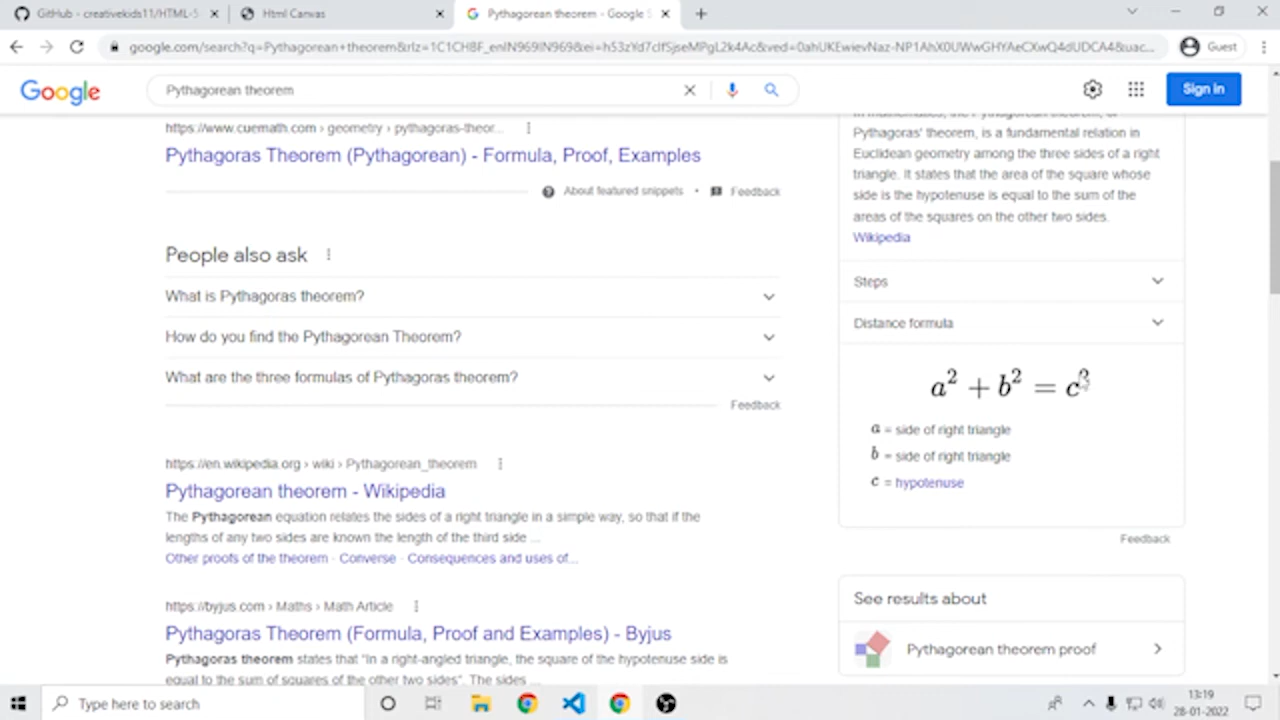 GitHub - creativekids11/HTML-5
Html Canvas
Pythagorean theorem - Google S
Guest
Google
Pythagorean theorem
Sign in
https://www.cuemath.com › geometry › pythagoras-theor...
Pythagoras Theorem (Pythagorean) - Formula, Proof, Examples
About featured snippets • Feedback
People also ask
What is Pythagoras theorem?
How do you find the Pythagorean Theorem?
What are the three formulas of Pythagoras theorem?
Feedback
https://en.wikipedia.org › wiki › Pythagorean_theorem
Pythagorean theorem - Wikipedia
The Pythagorean equation relates the sides of a right triangle in a simple way, so that if the
lengths of any two sides are known the length of the third side ...
Other proofs of the theorem · Converse · Consequences and uses of...
https://byjus.com › Maths › Math Article
Pythagoras Theorem (Formula, Proof and Examples) - Byjus
Pythagoras theorem states that "In a right-angled triangle, the square of the hypotenuse side is
equal to the sum of squares of the other two sides". The sides ...
In mathematics, the Pythagorean theorem, or
Pythagoras' theorem, is a fundamental relation in
Euclidean geometry among the three sides of a right
triangle. It states that the area of the square whose
side is the hypotenuse is equal to the sum of the
areas of the squares on the other two sides.
Wikipedia
Steps
Distance formula
a² + b² = c²
a = side of right triangle
b = side of right triangle
c = hypotenuse
Feedback
See results about
Pythagorean theorem proof
Type here to search
13:19
28-01-2022